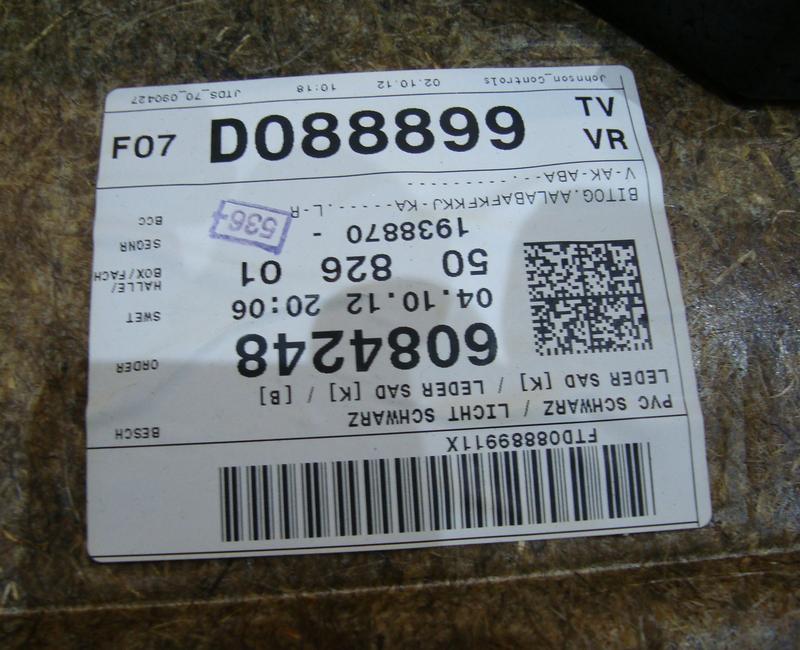 F07 D088899 TV VR
FTD08889911X
PVC SCHWARZ / LICHT SCHWARZ BESCH
LEDER SAD [K] / LEDER SAD [K] / [B]
6084248 ORDER
04.10.12 20:06 SWET
50 826 01 HALLE/
BOX/FACH
1938870 - SEQNR
536
BITOG.AALABAFKFKKJ-KA-------L-R BCC
V-AK-ABA-.-.-.-.-.-.-
Johnson_Controls 02.10.12 10:18 JTDS_70_090427